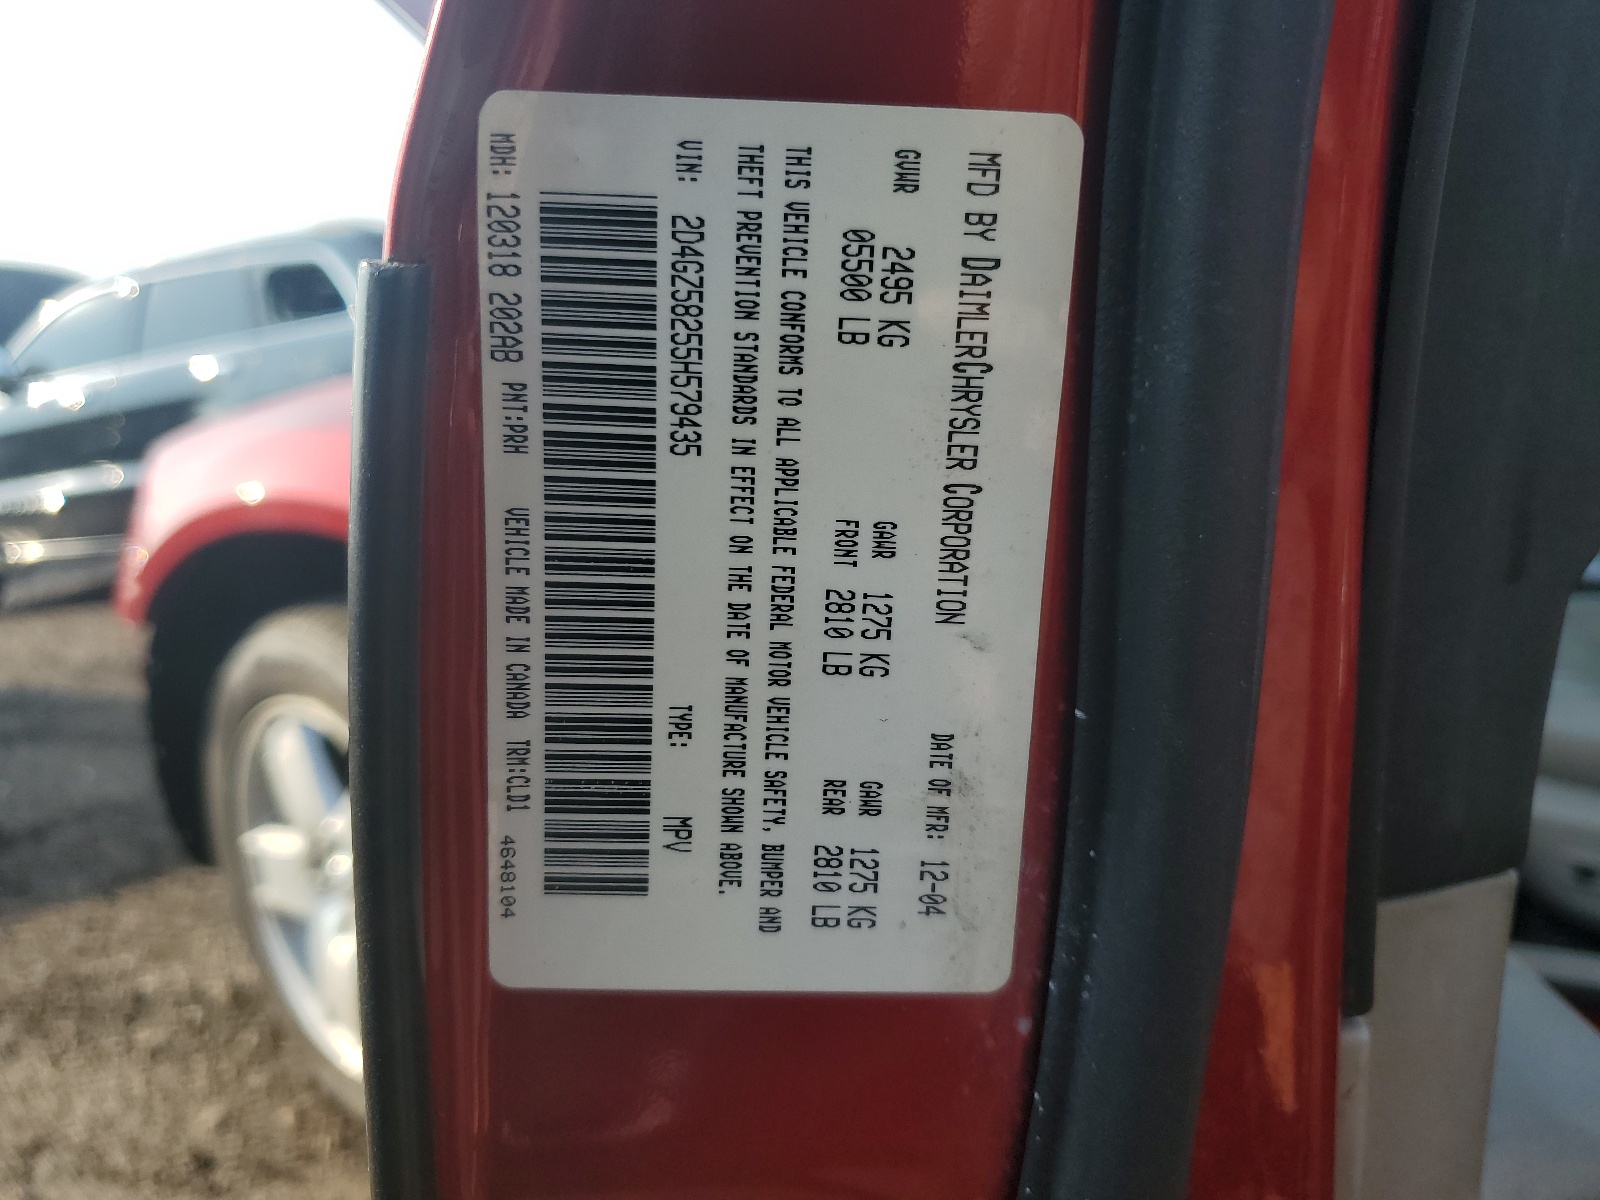 MFD BY DAIMLERCHRYSLER CORPORATION DATE OF MFR: 12-04
GVWR 2495 KG GAWR 1275 KG GAWR 1275 KG
05500 LB FRONT 2810 LB REAR 2810 LB
THIS VEHICLE CONFORMS TO ALL APPLICABLE FEDERAL MOTOR VEHICLE SAFETY, BUMPER AND
THEFT PREVENTION STANDARDS IN EFFECT ON THE DATE OF MANUFACTURE SHOWN ABOVE.
VIN: 2D4GZ58255H579435 TYPE: MPV
MDH: 120318 202AB PNT:PRH VEHICLE MADE IN CANADA TRM:CLD1 4648104